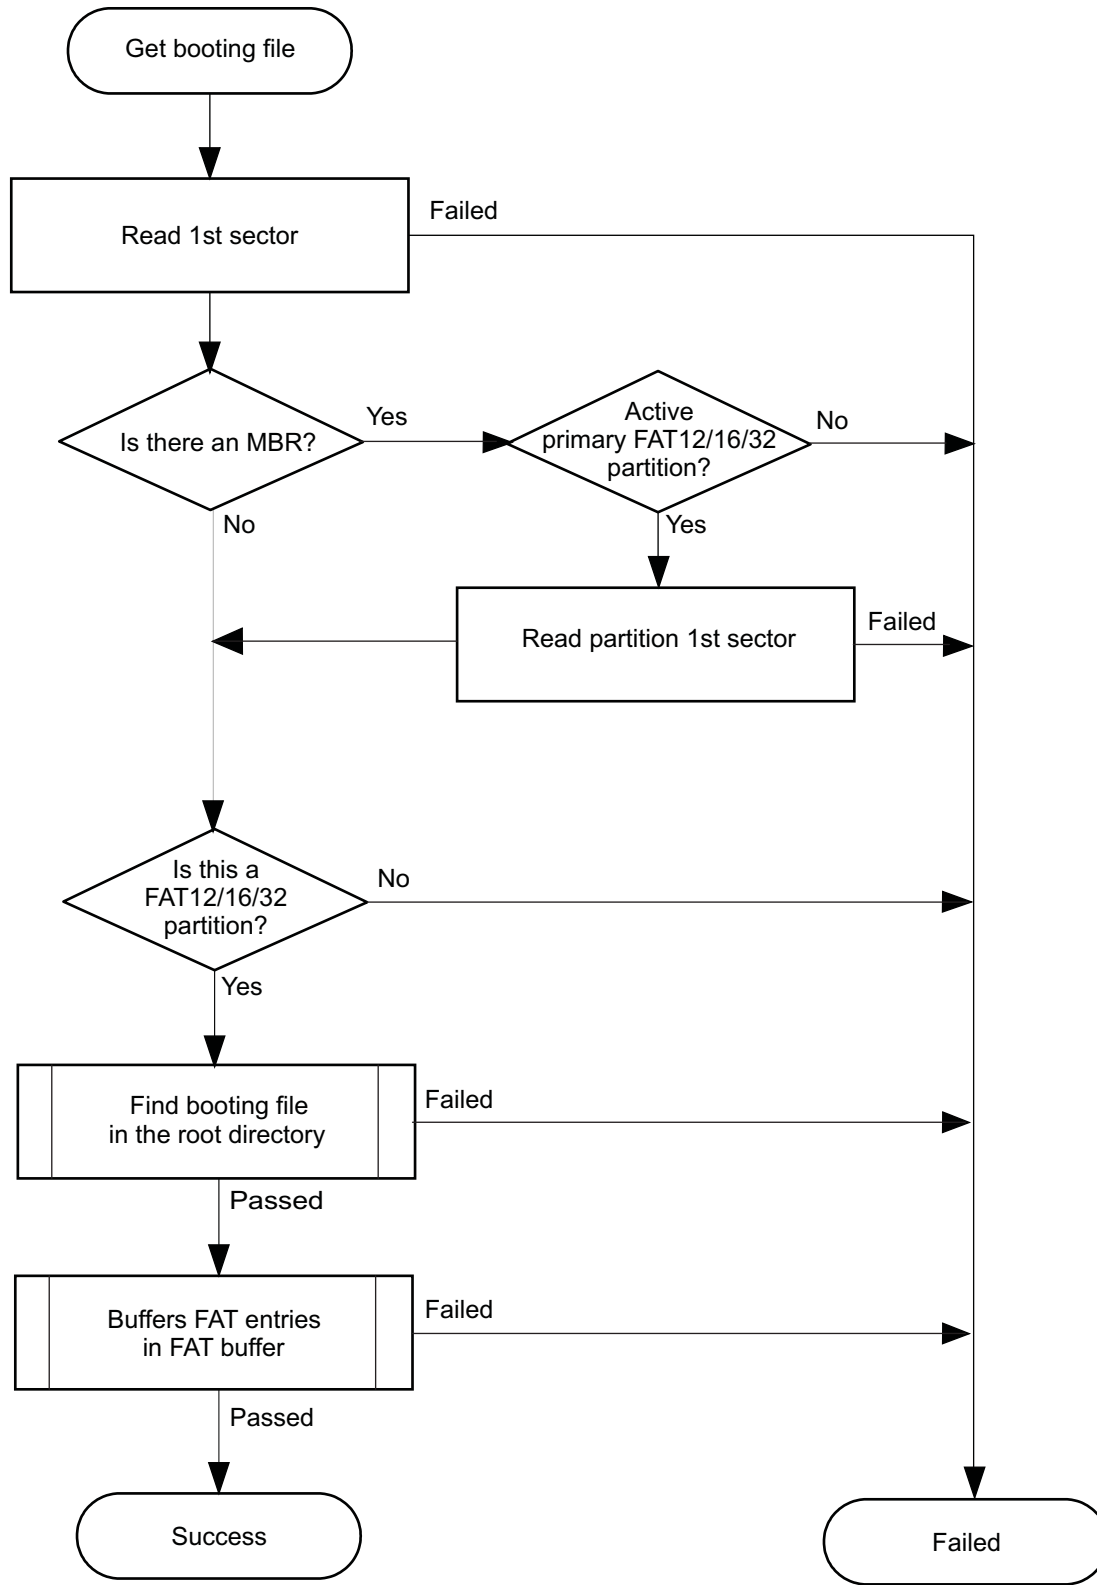 Get booting file
Read 1st sector
Failed
Is there an MBR?
Yes
Active
primary FAT12/16/32
partition?
No
No
Yes
Read partition 1st sector
Failed
Is this a
FAT12/16/32
partition?
No
Yes
Find booting file
in the root directory
Failed
Passed
Buffers FAT entries
in FAT buffer
Failed
Passed
Success
Failed